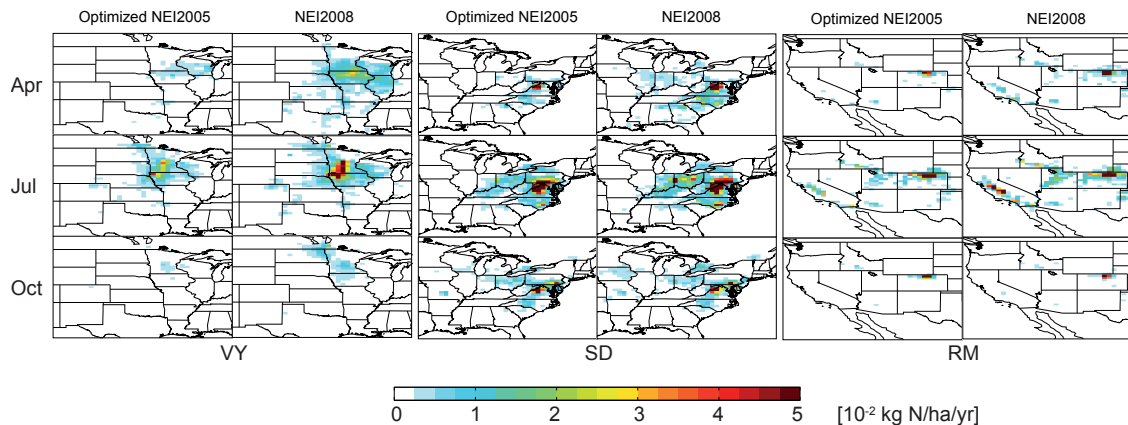 Optimized NEI2005 NEI2008 Optimized NEI2005 NEI2008 Optimized NEI2005 NEI2008
Apr
Jul
Oct
VY SD RM
0 1 2 3 4 5 [10⁻² kg N/ha/yr]